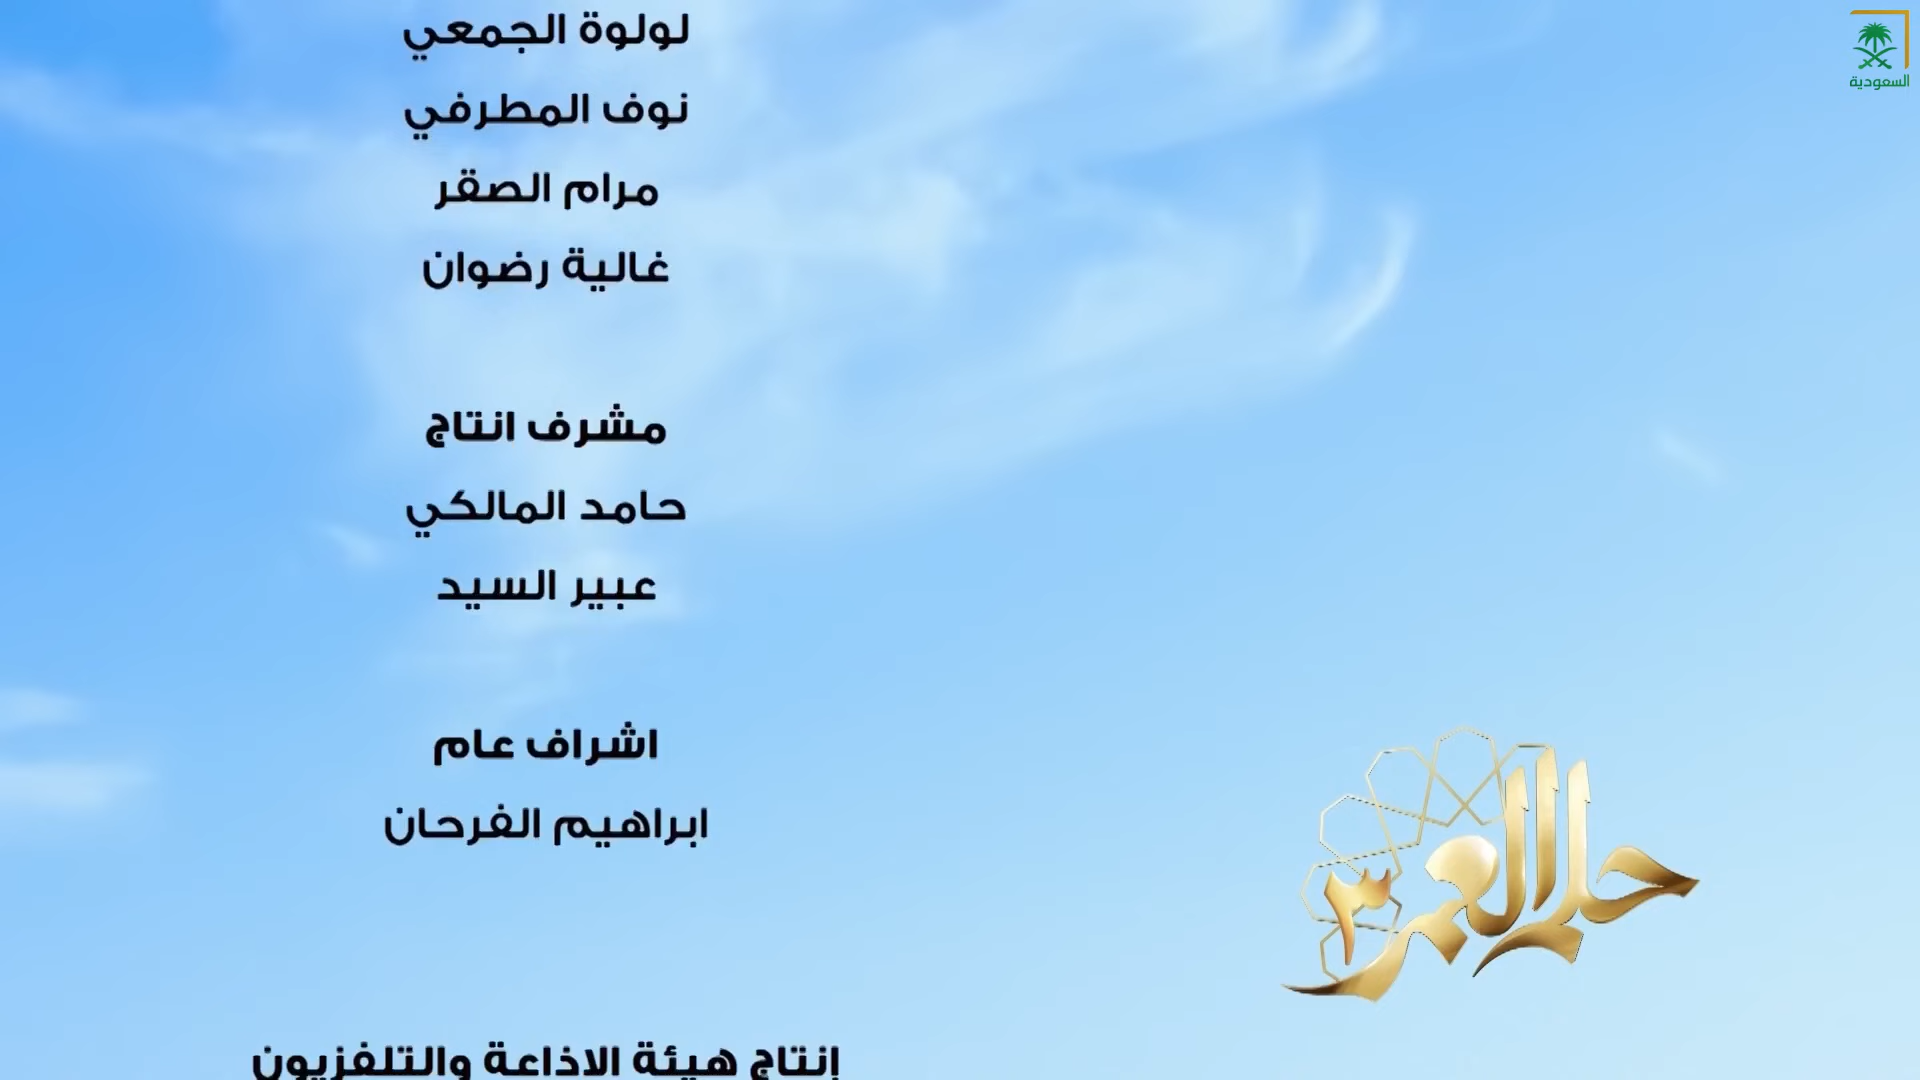 السعودية
لولوة الجمعي
نوف المطرفي
مرام الصقر
غالية رضوان
مشرف انتاج
حامد المالكي
عبير السيد
اشراف عام
ابراهيم الفرحان
حلا العمر ٣
إنتاج هيئة الاذاعة والتلفزيون